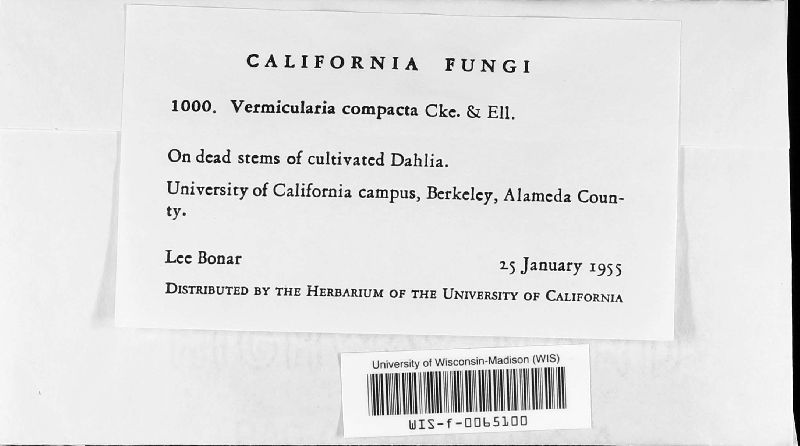 CALIFORNIA FUNGI
1000. Vermicularia compacta Cke. & Ell.
On dead stems of cultivated Dahlia.
University of California campus, Berkeley, Alameda Coun-
ty.
Lee Bonar 25 January 1955
DISTRIBUTED BY THE HERBARIUM OF THE UNIVERSITY OF CALIFORNIA
University of Wisconsin-Madison (WIS)
WIS-f-0065100